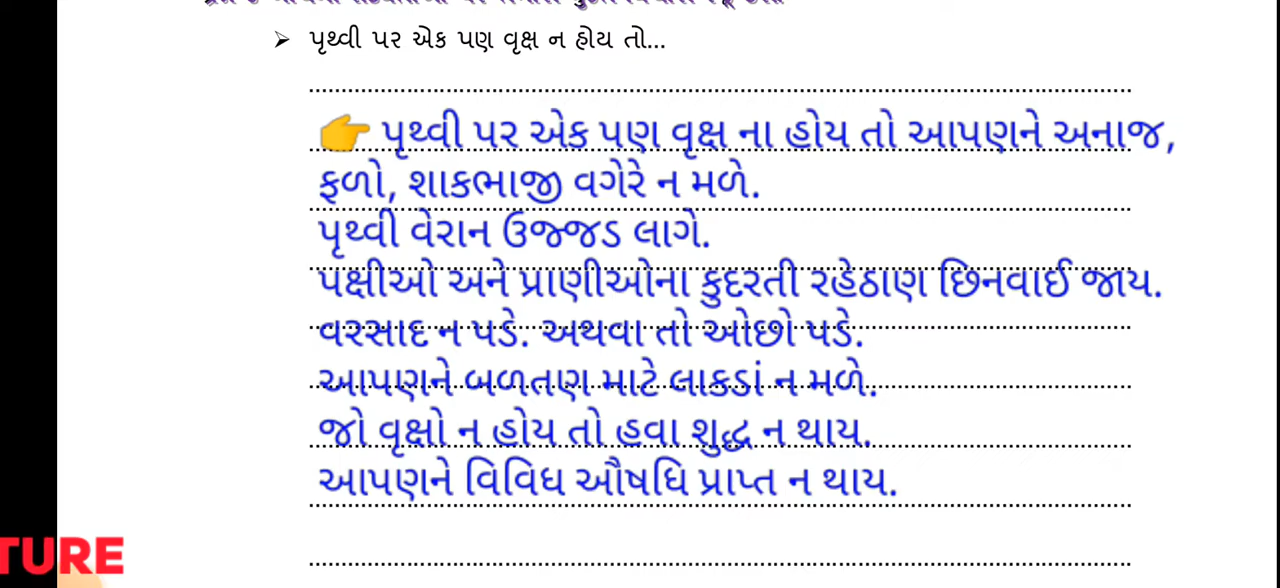 ➢ પૃથ્વી પર એક પણ વૃક્ષ ન હોય તો...
👉 પૃથ્વી પર એક પણ વૃક્ષ ના હોય તો આપણને અનાજ,
ફળો, શાકભાજી વગેરે ન મળે.
પૃથ્વી વેરાન ઉજ્જડ લાગે.
પક્ષીઓ અને પ્રાણીઓના કુદરતી રહેઠાણ છિનવાઈ જાય.
વરસાદ ન પડે. અથવા તો ઓછો પડે.
આપણને બળતણ માટે લાકડાં ન મળે.
જો વૃક્ષો ન હોય તો હવા શુદ્ધ ન થાય.
આપણને વિવિધ ઔષધિ પ્રાપ્ત ન થાય.
TURE